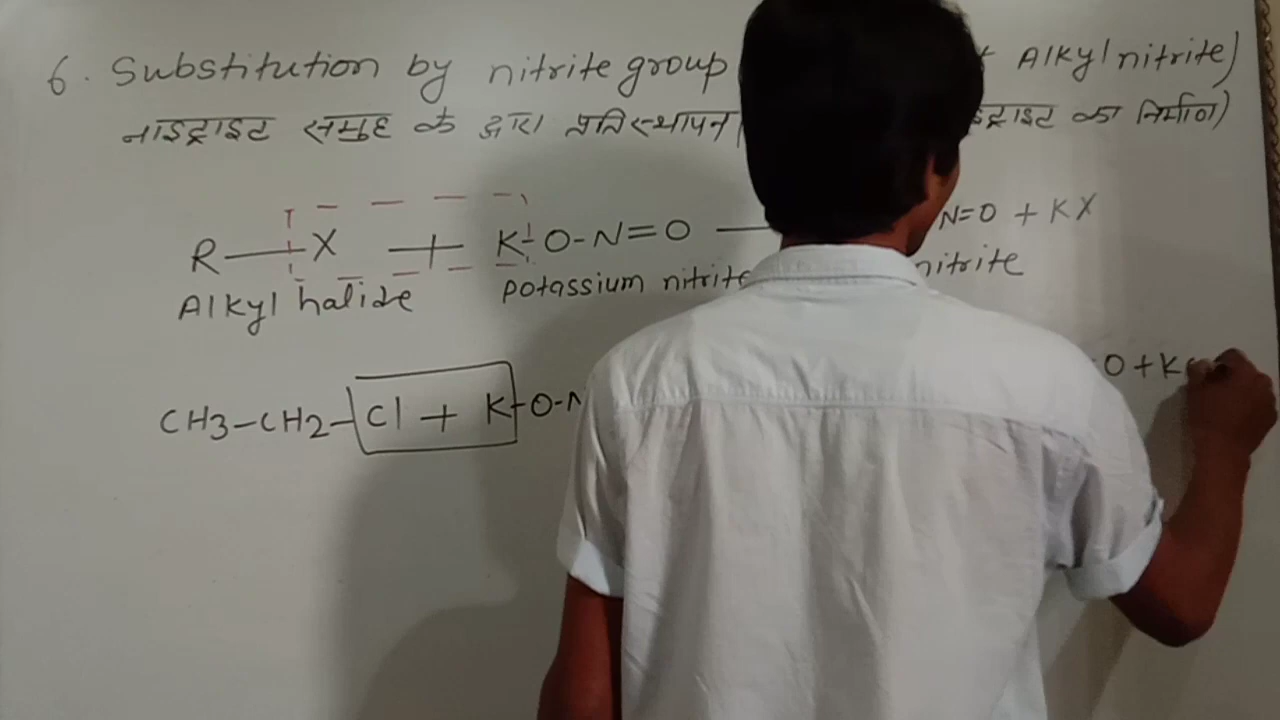 6. Substitution by nitrite group Alkyl nitrite)
नाइट्राइट समुह के द्वारा प्रतिस्थापन का निर्माण)
R—X + K-O-N=O — N=O + KX
Alkyl halide potassium nitrite nitrite
CH3-CH2-Cl + K-O-N O+K